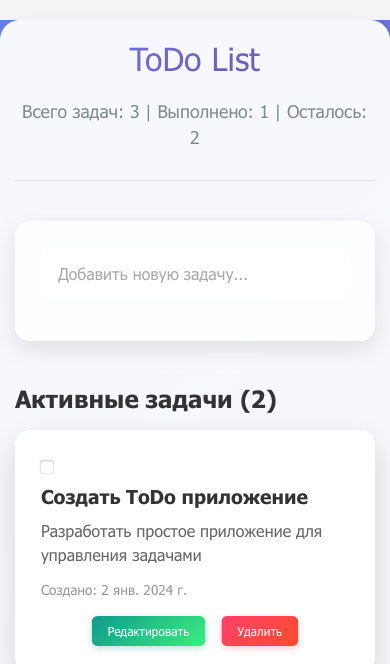 ToDo List
Всего задач: 3 | Выполнено: 1 | Осталось:
2
Добавить новую задачу...
Активные задачи (2)
Создать ToDo приложение
Разработать простое приложение для
управления задачами
Создано: 2 янв. 2024 г.
Редактировать Удалить